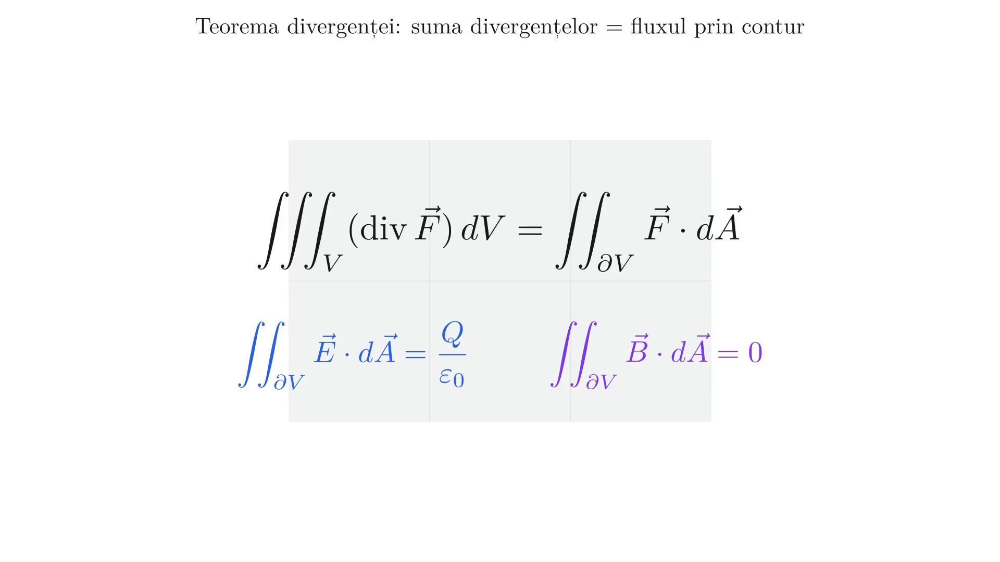 Teorema divergenței: suma divergențelor = fluxul prin contur
∭_V (div F⃗) dV = ∬_∂V F⃗ · dA⃗
∬_∂V E⃗ · dA⃗ = Q/ε₀ ∬_∂V B⃗ · dA⃗ = 0